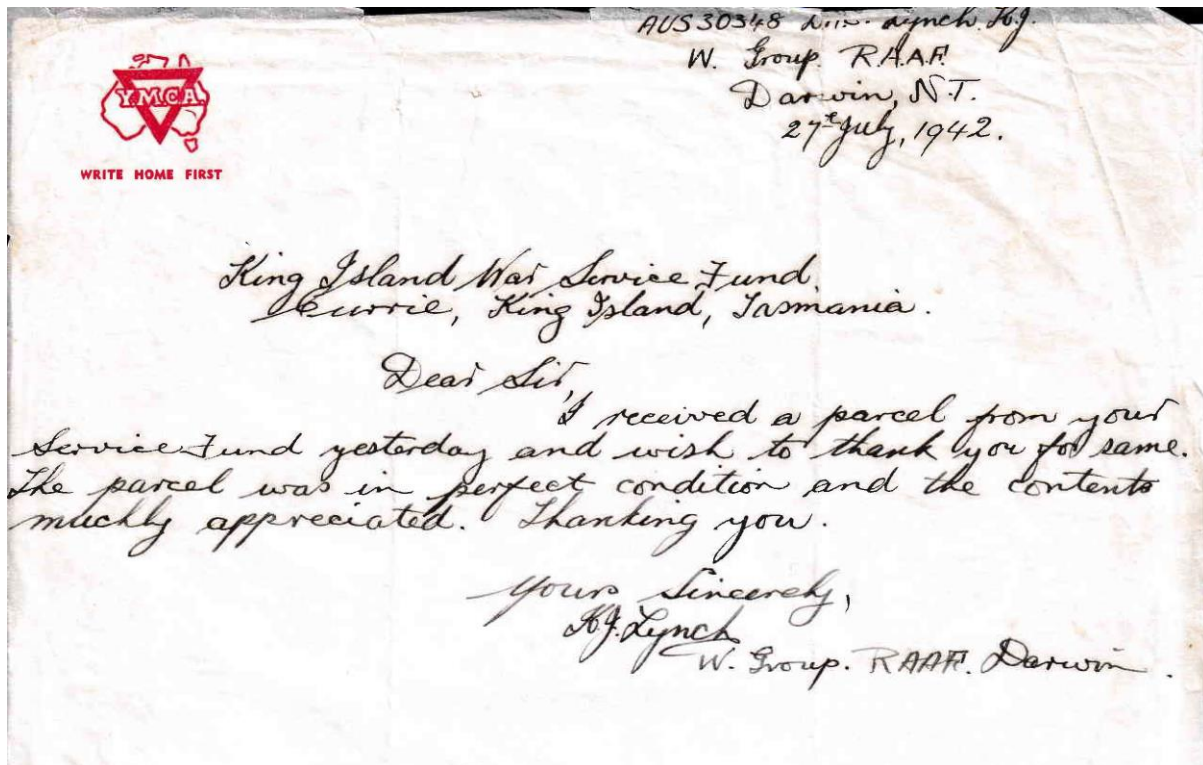 Y.M.C.A.
WRITE HOME FIRST
AUS 30348 Lynch. K.J.
W. Group. R.A.A.F.
Darwin, N.T.
27th July, 1942.
King Island War Service Fund.
Currie, King Island, Tasmania.
Dear Sir,
I received a parcel from your
Service Fund yesterday and wish to thank you for same.
The parcel was in perfect condition and the contents
muchly appreciated. Thanking you.
Yours Sincerely,
K.J. Lynch
W. Group. RAAF. Darwin.